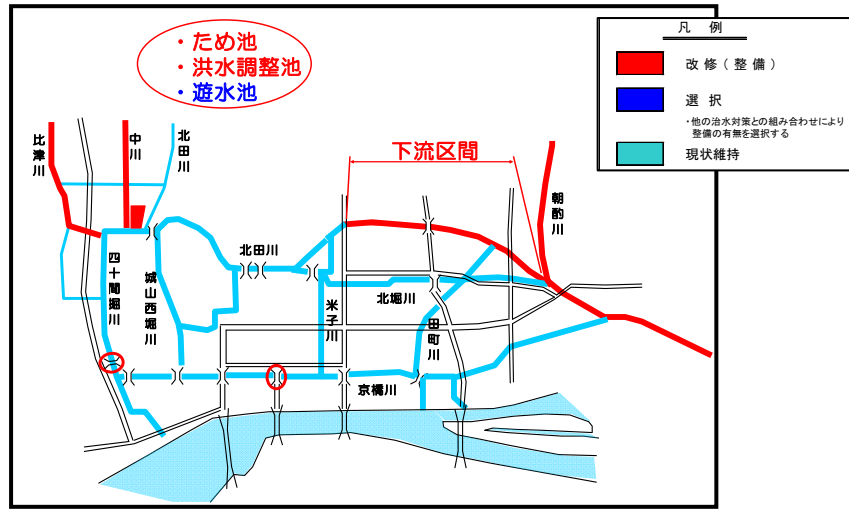 ・ため池
・洪水調整池
・遊水池
凡 例
改修(整備)
選択
・他の治水対策との組み合わせにより
整備の有無を選択する
現状維持
比津川
中川
北田川
下流区間
朝酌川
四十間堀川
城山西堀川
北田川
米子川
北堀川
田町川
京橋川